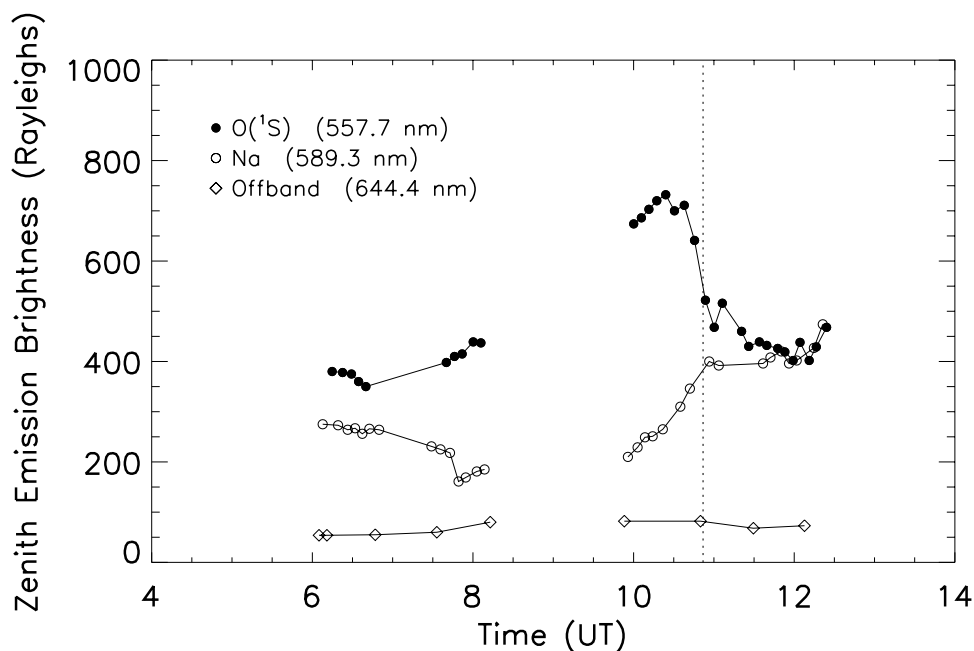 Zenith Emission Brightness (Rayleighs)
1000
800
600
400
200
0
● O(¹S) (557.7 nm)
○ Na (589.3 nm)
◇ Offband (644.4 nm)
4 6 8 10 12 14
Time (UT)